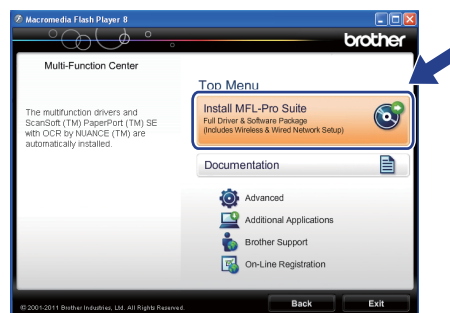 Macromedia Flash Player 8
brother
Multi-Function Center
The multifunction drivers and
ScanSoft (TM) PaperPort (TM) SE
with OCR by NUANCE (TM) are
automatically installed.
Top Menu
Install MFL-Pro Suite
Full Driver & Software Package
(Includes Wireless & Wired Network Setup)
Documentation
Advanced
Additional Applications
Brother Support
On-Line Registration
© 2001-2011 Brother Industries, Ltd. All Rights Reserved.
Back
Exit